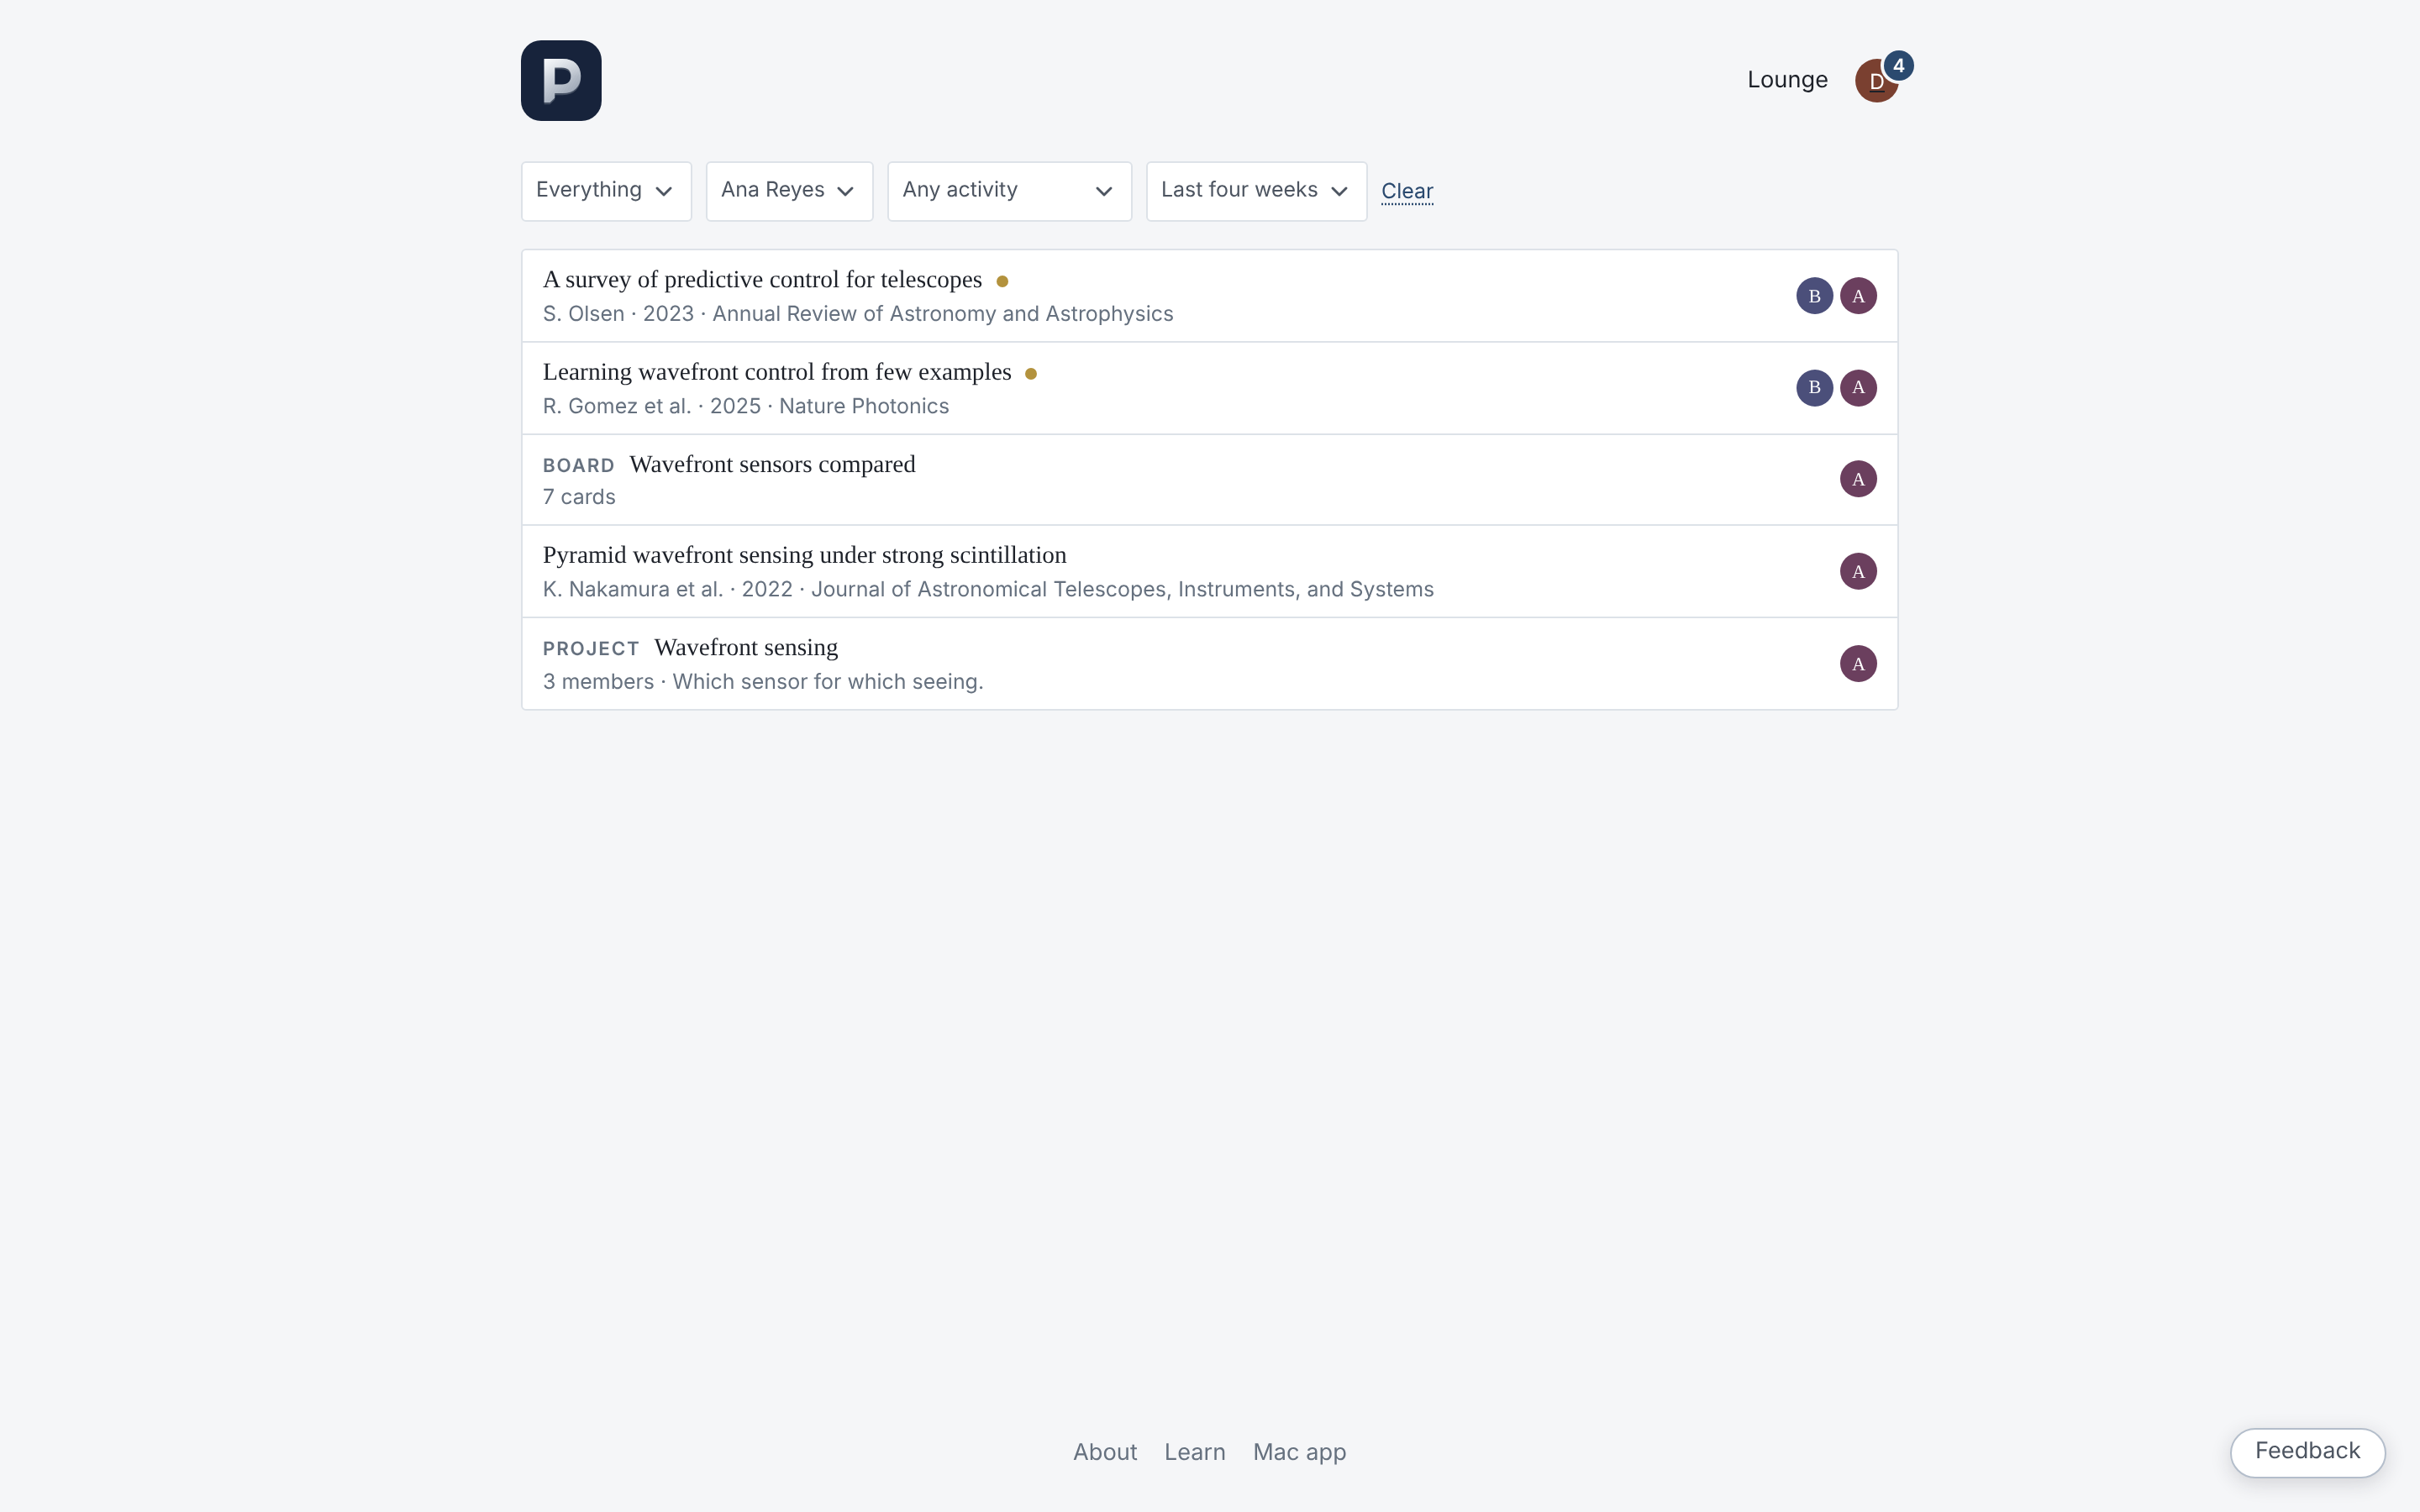 P
Lounge D 4
Everything Ana Reyes Any activity Last four weeks Clear
A survey of predictive control for telescopes
S. Olsen · 2023 · Annual Review of Astronomy and Astrophysics
B A
Learning wavefront control from few examples
R. Gomez et al. · 2025 · Nature Photonics
B A
BOARD Wavefront sensors compared
7 cards
A
Pyramid wavefront sensing under strong scintillation
K. Nakamura et al. · 2022 · Journal of Astronomical Telescopes, Instruments, and Systems
A
PROJECT Wavefront sensing
3 members · Which sensor for which seeing.
A
About Learn Mac app
Feedback